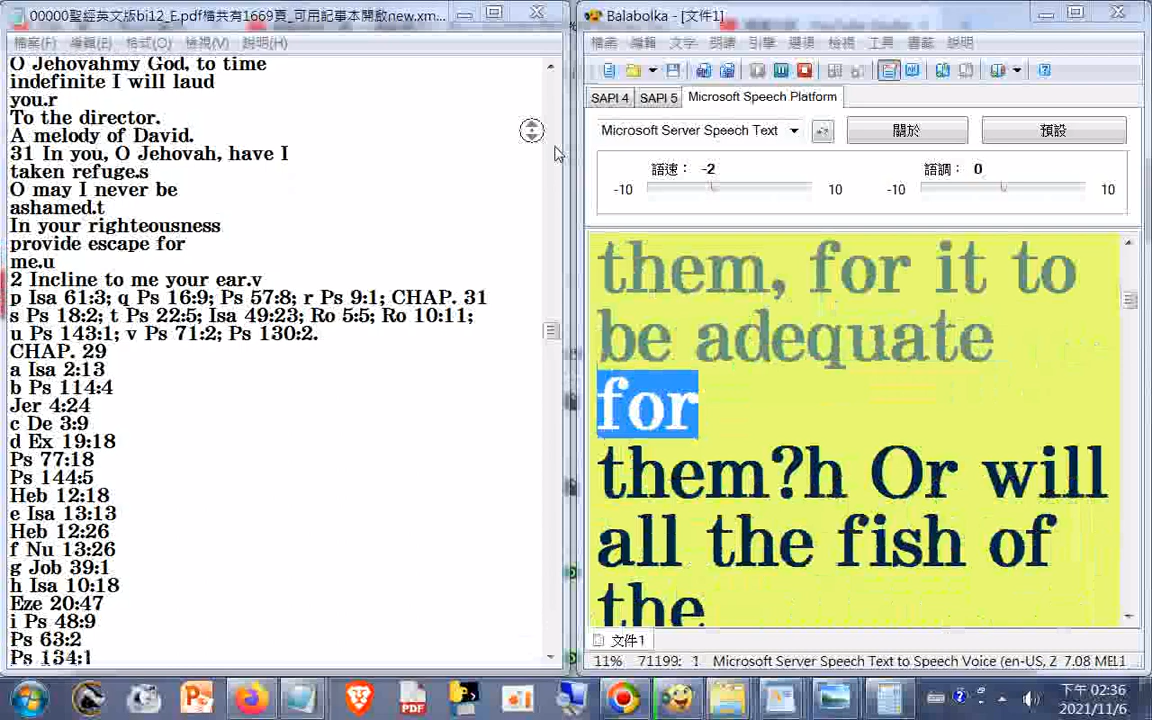 00000聖經英文版bi12_E.pdf檔共有1669頁_可用記事本開啟new.xm...
檔案(F) 編輯(E) 格式(O) 檢視(V) 說明(H)
O Jehovahmy God, to time
indefinite I will laud
you.r
To the director.
A melody of David.
31 In you, O Jehovah, have I
taken refuge.s
O may I never be
ashamed.t
In your righteousness
provide escape for
me.u
2 Incline to me your ear.v
p Isa 61:3; q Ps 16:9; Ps 57:8; r Ps 9:1; CHAP. 31
s Ps 18:2; t Ps 22:5; Isa 49:23; Ro 5:5; Ro 10:11;
u Ps 143:1; v Ps 71:2; Ps 130:2.
CHAP. 29
a Isa 2:13
b Ps 114:4
Jer 4:24
c De 3:9
d Ex 19:18
Ps 77:18
Ps 144:5
Heb 12:18
e Isa 13:13
Heb 12:26
f Nu 13:26
g Job 39:1
h Isa 10:18
Eze 20:47
i Ps 48:9
Ps 63:2
Ps 134:1
Balabolka - [文件1]
檔案 編輯 文字 朗讀 引擎 選項 檢視 工具 書籤 說明
SAPI 4 SAPI 5 Microsoft Speech Platform
Microsoft Server Speech Text
關於
預設
語速： -2
語調： 0
-10 10 -10 10
them, for it to
be adequate
for
them?h Or will
all the fish of
the
文件1
11% 71199: 1 Microsoft Server Speech Text to Speech Voice (en-US, Z 7.08 MEL1
PDF
下午 02:36
2021/11/6